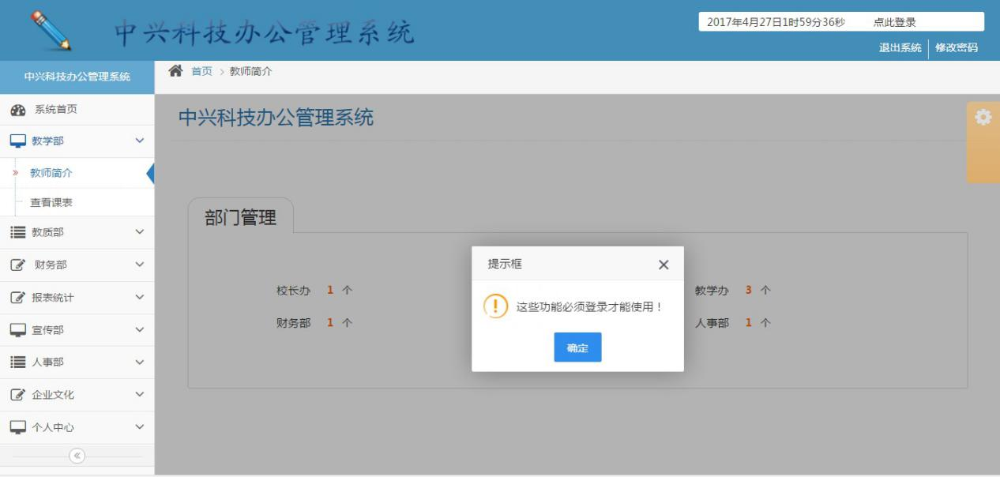 中兴科技办公管理系统
2017年4月27日1时59分36秒 点此登录
退出系统 修改密码
中兴科技办公管理系统
首页 > 教师简介
系统首页
教学部
教师简介
查看课表
教质部
财务部
报表统计
宣传部
人事部
企业文化
个人中心
中兴科技办公管理系统
部门管理
校长办 1 个
教学办 3 个
财务部 1 个
人事部 1 个
提示框
这些功能必须登录才能使用！
确定